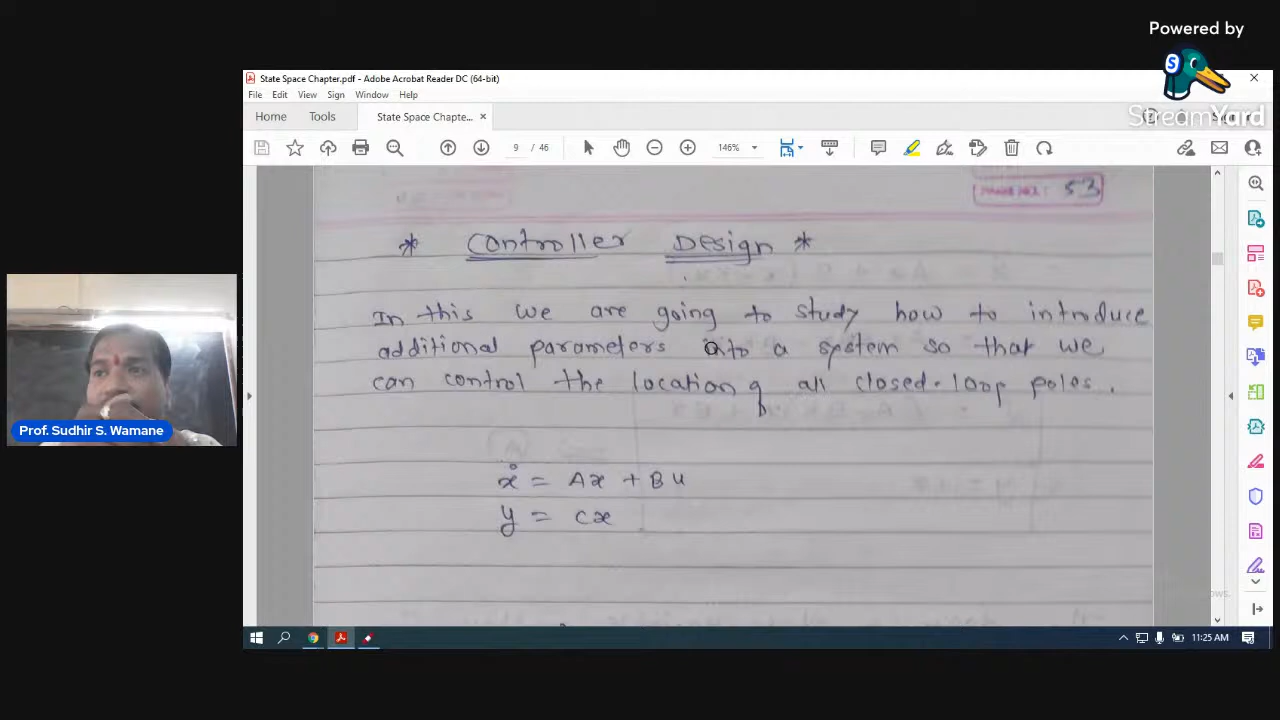 Powered by
StreamYard
State Space Chapter.pdf - Adobe Acrobat Reader DC (64-bit)
File Edit View Sign Window Help
Home Tools State Space Chapte...
9 / 46 146%
53
* Controller Design *
In this we are going to study how to introduce
additional parameters into a system so that we
can control the location of all closed-loop poles.
ẋ = Ax + Bu
y = Cx
Prof. Sudhir S. Wamane
11:25 AM